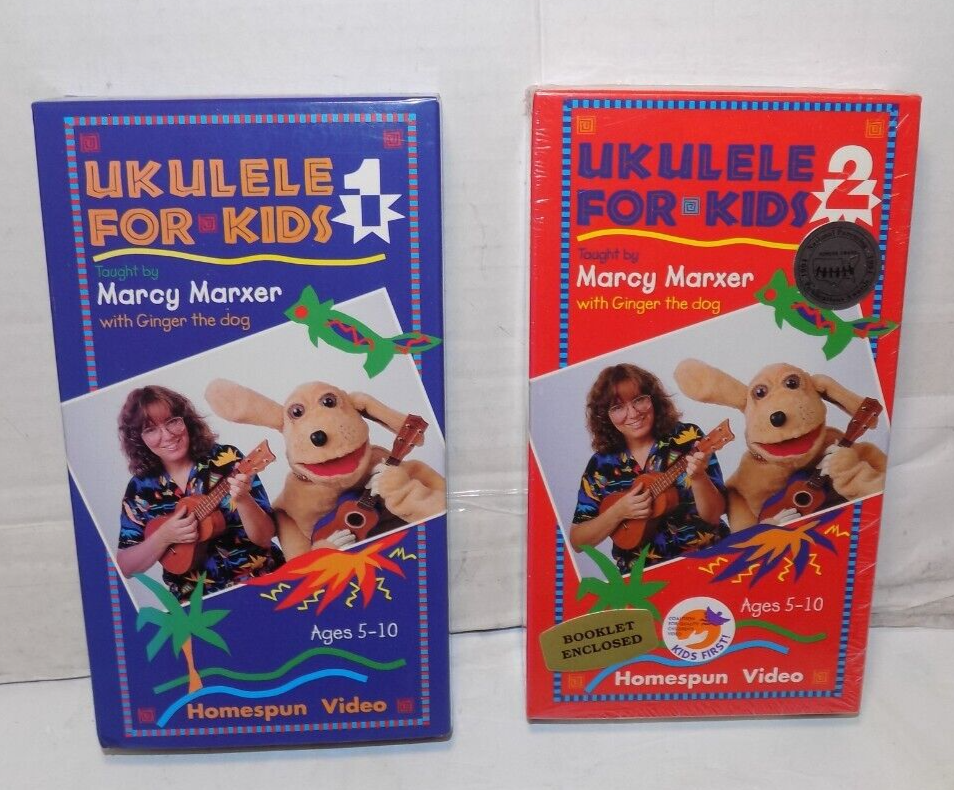 UKULELE 1
FOR KIDS
Taught by
Marcy Marxer
with Ginger the dog
Ages 5-10
Homespun Video
UKULELE 2
FOR KIDS
Taught by
Marcy Marxer
with Ginger the dog
Ages 5-10
BOOKLET
ENCLOSED
KIDS FIRST!
Homespun Video